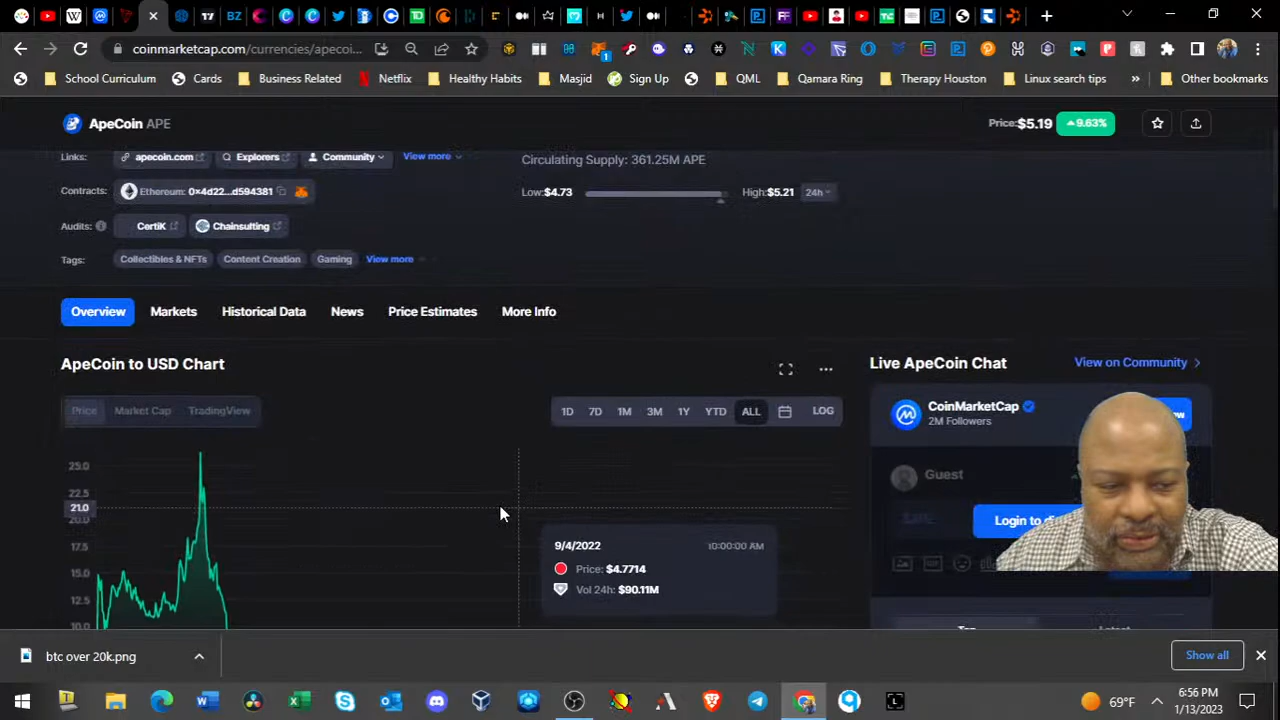 coinmarketcap.com/currencies/apecoi...
School Curriculum
Cards
Business Related
Netflix
Healthy Habits
Masjid
Sign Up
QML
Qamara Ring
Therapy Houston
Linux search tips
Other bookmarks
ApeCoin APE
Price: $5.19
9.63%
Links:
apecoin.com
Explorers
Community
View more
Circulating Supply: 361.25M APE
Contracts:
Ethereum: 0x4d22...d594381
Low: $4.73
High: $5.21
24h
Audits:
CertiK
Chainsulting
Tags:
Collectibles & NFTs
Content Creation
Gaming
View more
Overview
Markets
Historical Data
News
Price Estimates
More Info
ApeCoin to USD Chart
Live ApeCoin Chat
View on Community
Price
Market Cap
TradingView
1D
7D
1M
3M
1Y
YTD
ALL
LOG
CoinMarketCap
2M Followers
25.0
22.5
21.0
20.0
17.5
15.0
12.5
10.0
Guest
9/4/2022
10:00:00 AM
Price: $4.7714
Vol 24h: $90.11M
btc over 20k.png
Show all
69°F
6:56 PM
1/13/2023